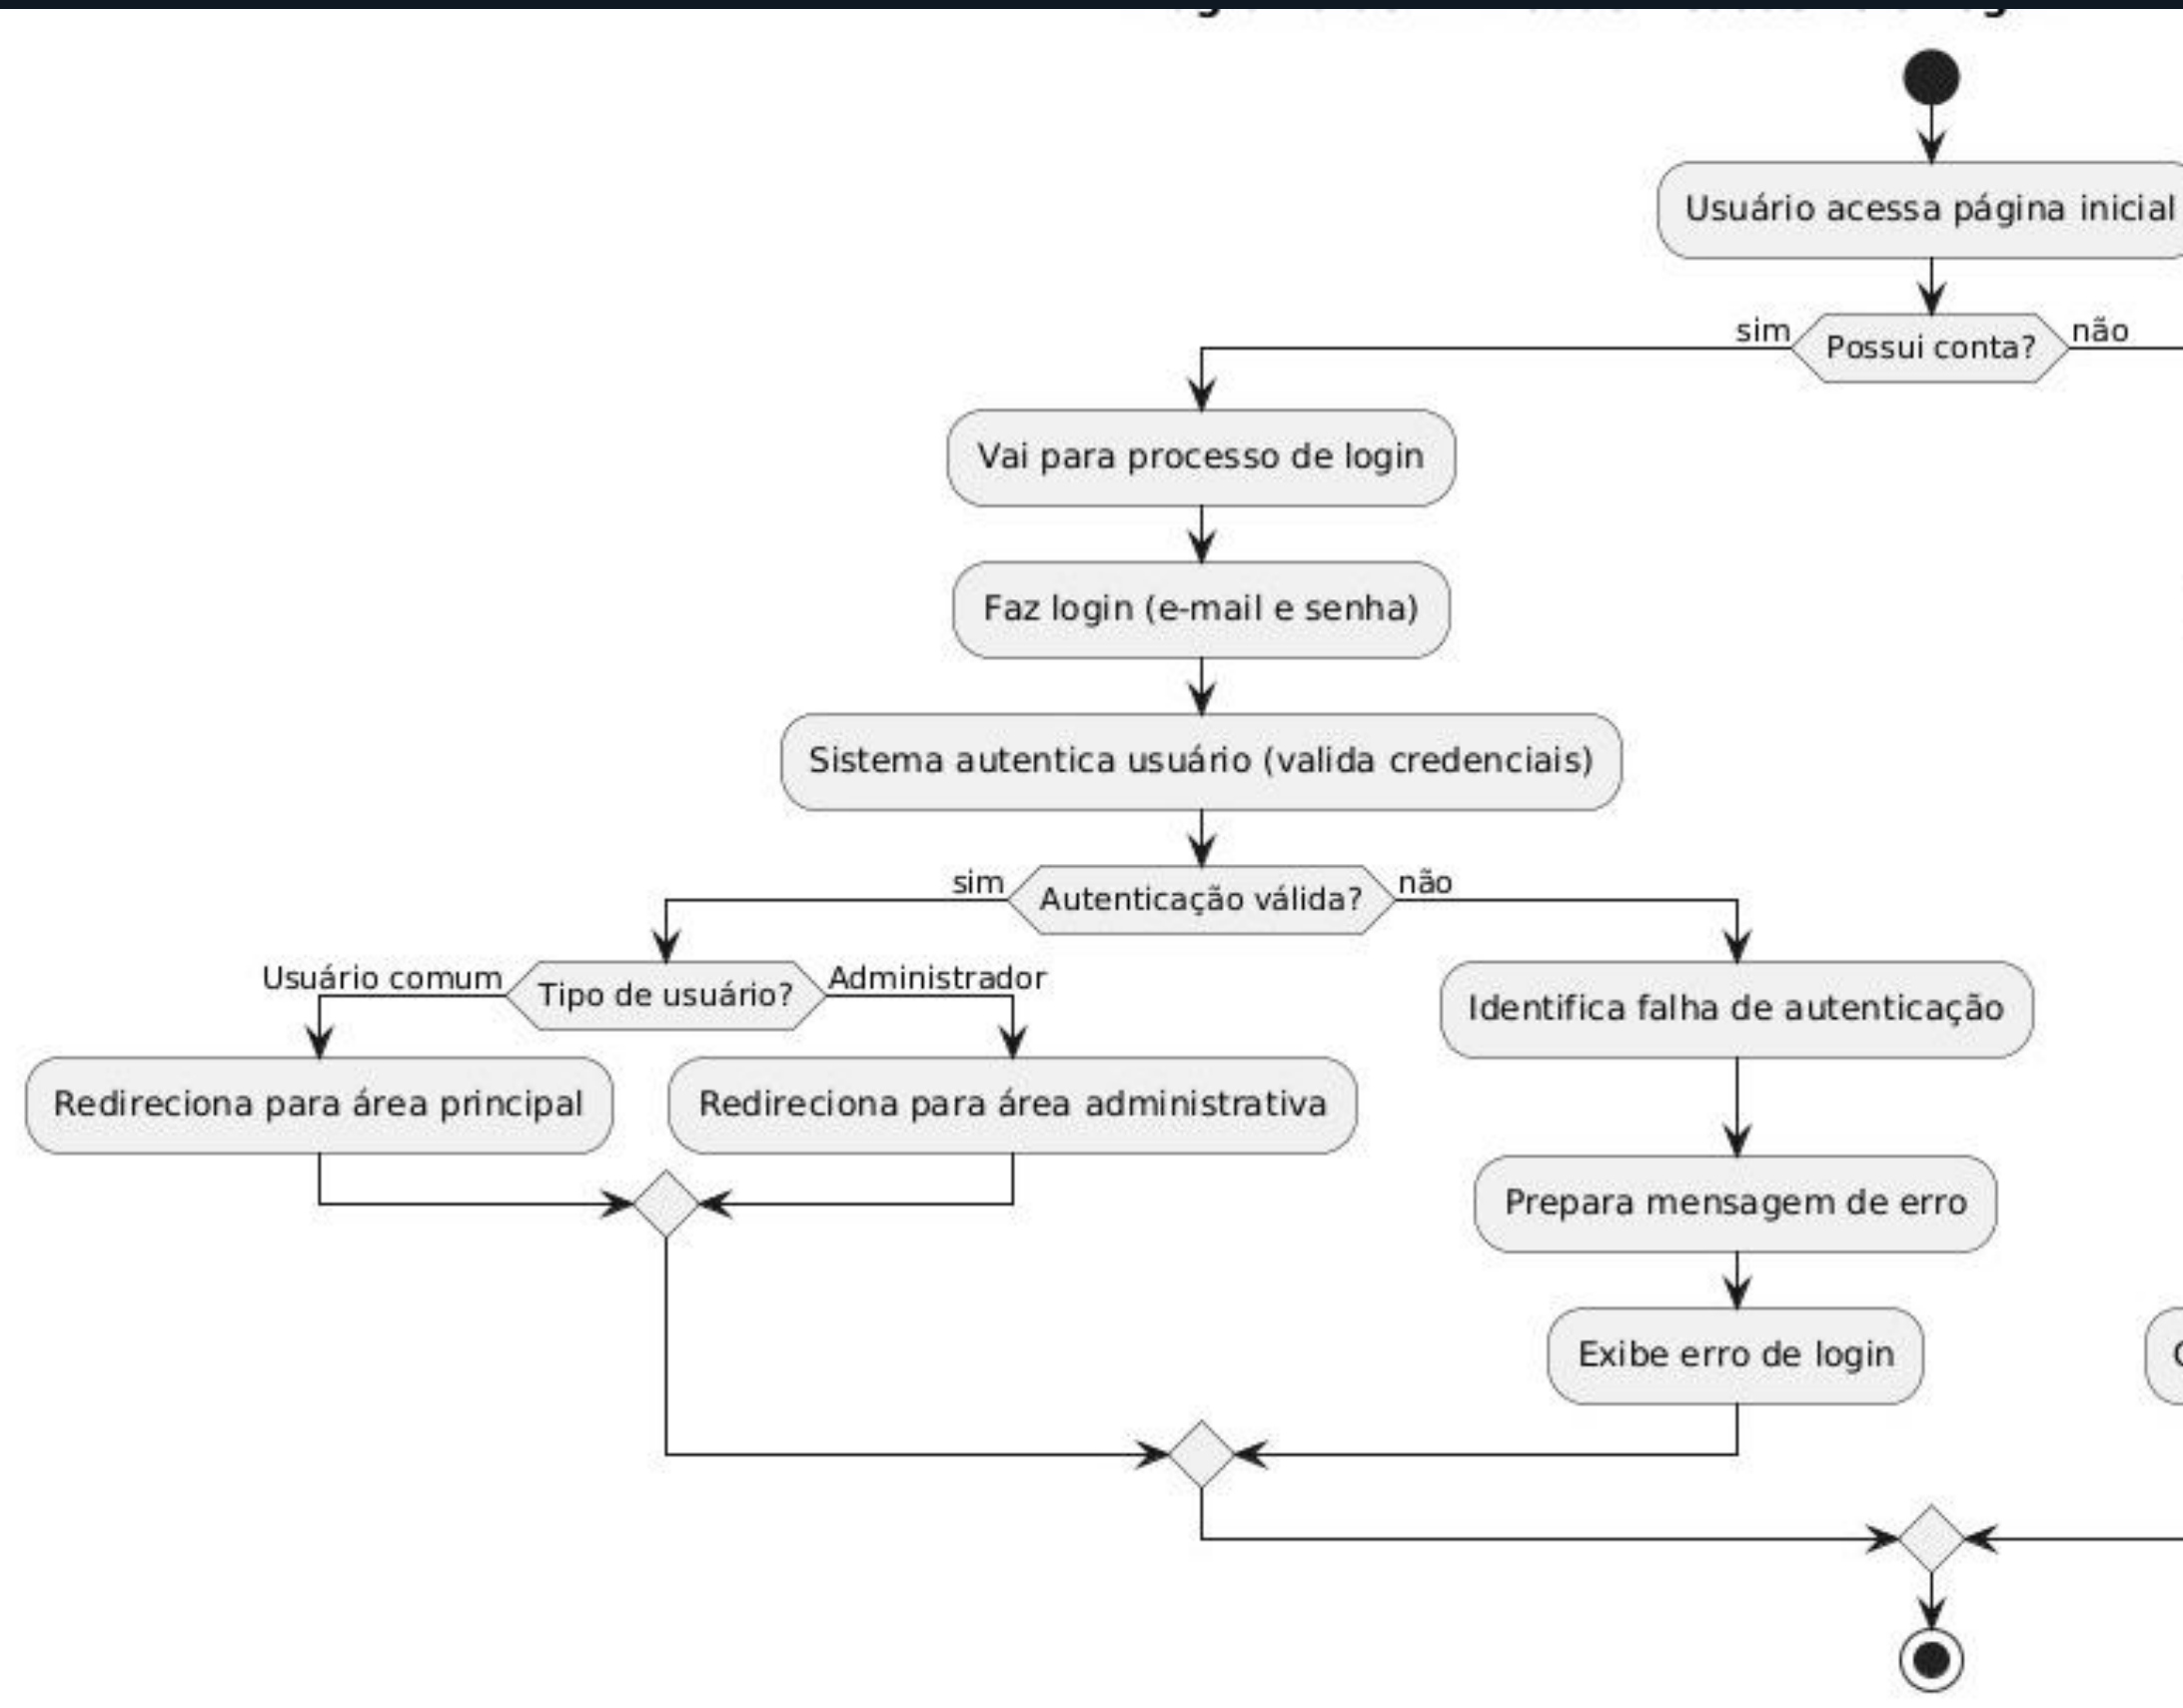 Usuário acessa página inicial
sim
Possui conta?
não
Vai para processo de login
Faz login (e-mail e senha)
Sistema autentica usuário (valida credenciais)
sim
Autenticação válida?
não
Usuário comum
Tipo de usuário?
Administrador
Identifica falha de autenticação
Redireciona para área principal
Redireciona para área administrativa
Prepara mensagem de erro
Exibe erro de login